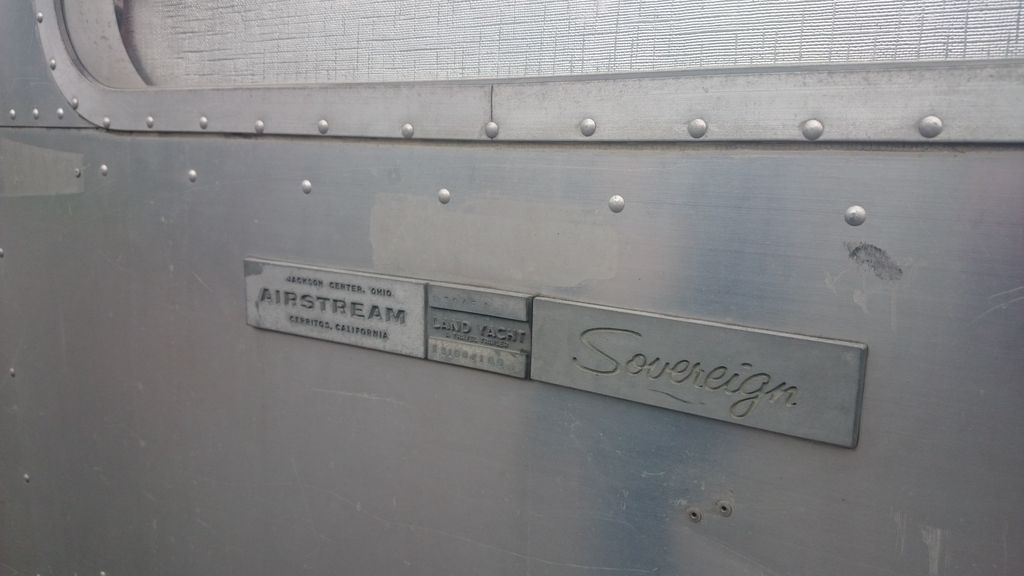 JACKSON CENTER, OHIO
AIRSTREAM
CERRITOS, CALIFORNIA
LAND YACHT
Sovereign